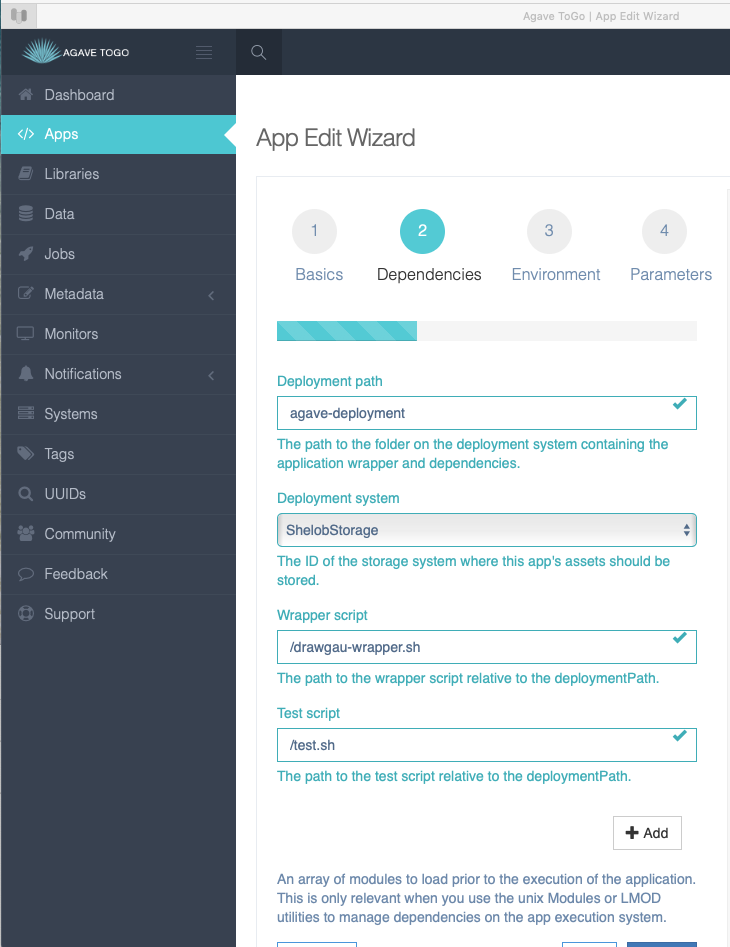 Agave ToGo | App Edit Wizard
AGAVE TOGO
Dashboard
Apps
Libraries
Data
Jobs
Metadata
Monitors
Notifications
Systems
Tags
UUIDs
Community
Feedback
Support
App Edit Wizard
1 2 3 4
Basics Dependencies Environment Parameters
Deployment path
agave-deployment
The path to the folder on the deployment system containing the
application wrapper and dependencies.
Deployment system
ShelobStorage
The ID of the storage system where this app's assets should be
stored.
Wrapper script
/drawgau-wrapper.sh
The path to the wrapper script relative to the deploymentPath.
Test script
/test.sh
The path to the test script relative to the deploymentPath.
Add
An array of modules to load prior to the execution of the application.
This is only relevant when you use the unix Modules or LMOD
utilities to manage dependencies on the app execution system.